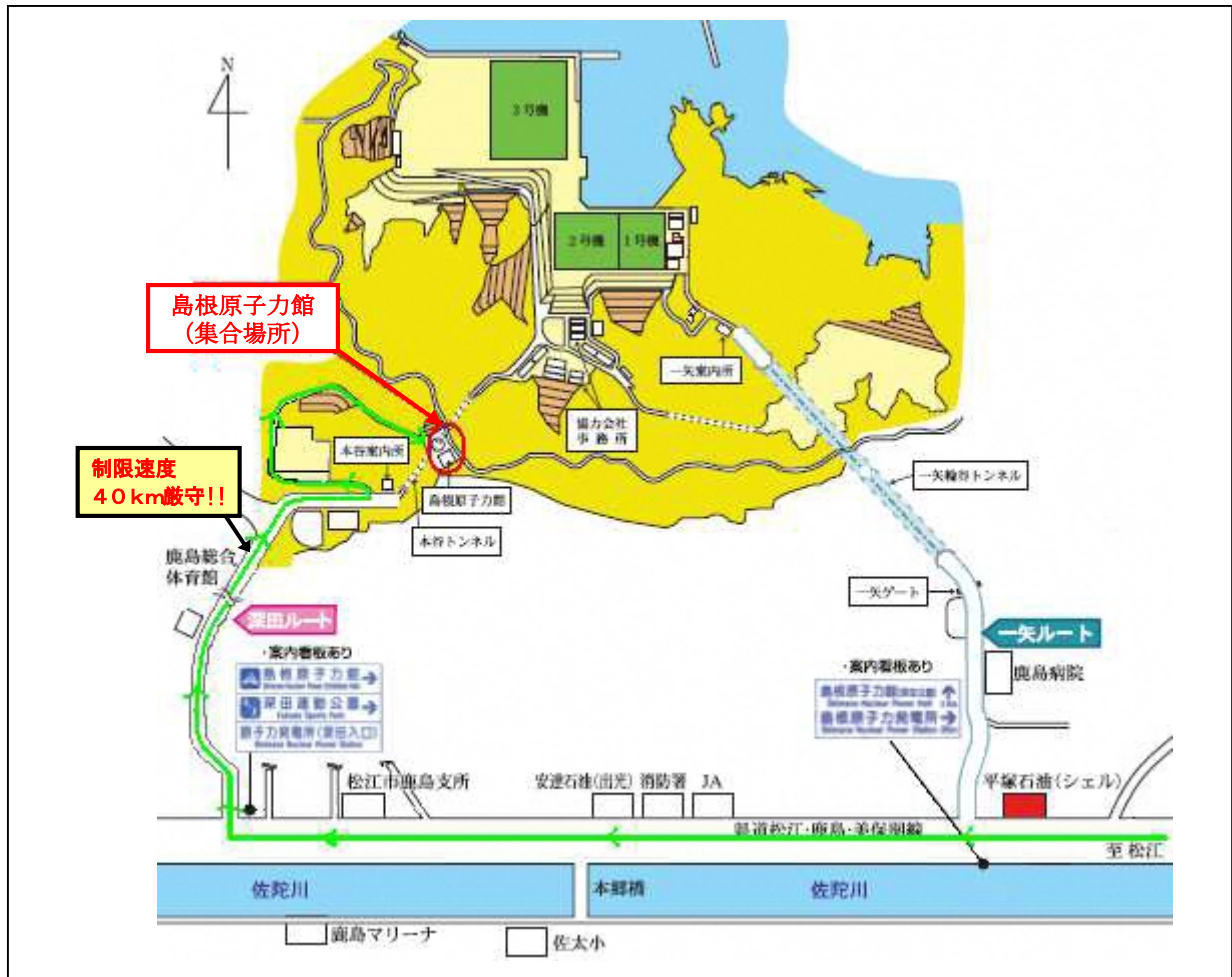 N
3号機
2号機
1号機
島根原子力館
(集合場所)
一矢案内所
協力会社
事務所
本谷案内所
制限速度
40km厳守!!
島根原子力館
一矢輪谷トンネル
本谷トンネル
鹿島総合
体育館
一矢ゲート
深田ルート
一矢ルート
・案内看板あり
島根原子力館→
深田運動公園→
原子力発電所(深田入口)
・案内看板あり
島根原子力館
島根原子力発電所→
鹿島病院
松江市鹿島支所
安達石油(出光)
消防署
JA
平塚石油(シェル)
県道松江・鹿島・美保関線
至 松江
佐陀川
本郷橋
佐陀川
鹿島マリーナ
佐太小